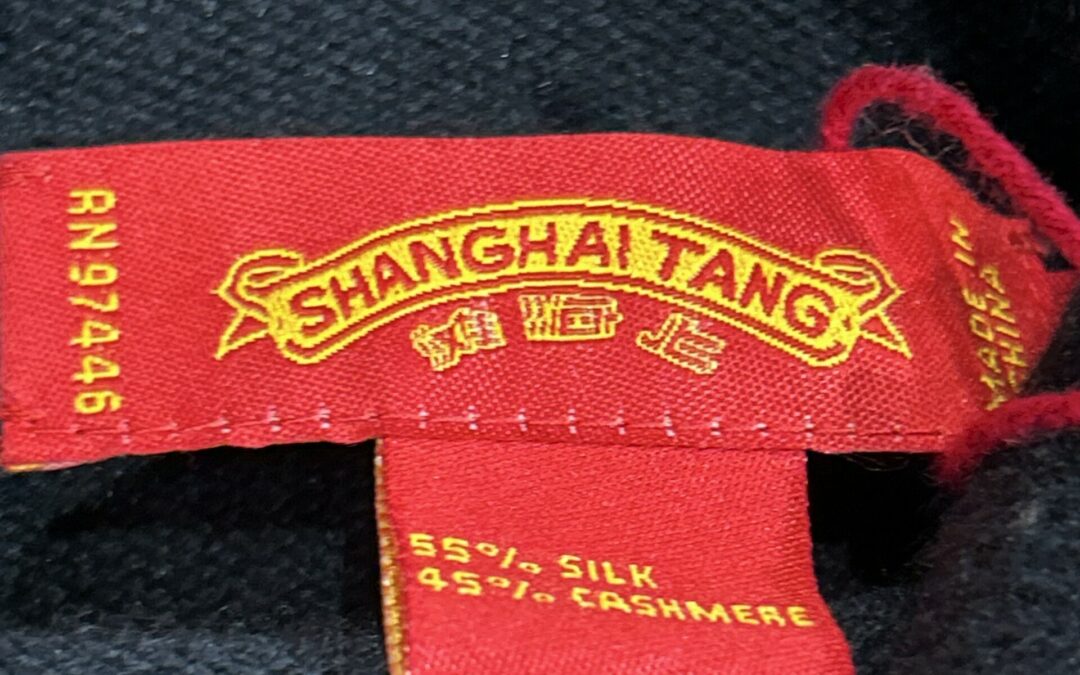 RN97446
SHANGHAI TANG
上海灘
MADE IN
CHINA
55% SILK
45% CASHMERE